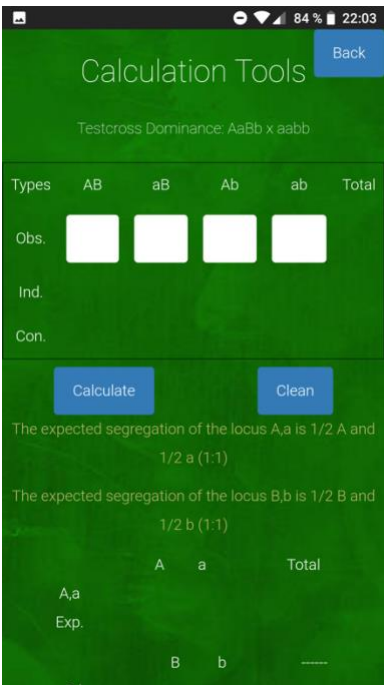 84 % 22:03
Back
Calculation Tools
Testcross Dominance: AaBb x aabb
Types AB aB Ab ab Total
Obs.
Ind.
Con.
Calculate Clean
The expected segregation of the locus A,a is 1/2 A and
1/2 a (1:1)
The expected segregation of the locus B,b is 1/2 B and
1/2 b (1:1)
A a Total
A,a
Exp.
B b ------